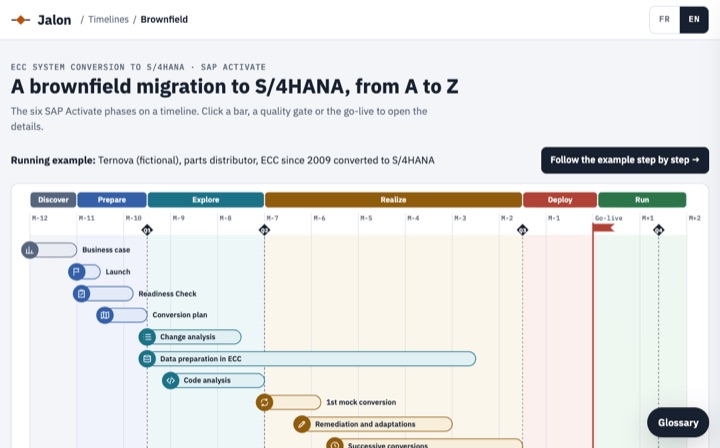 Jalon / Timelines / Brownfield
FR EN
ECC SYSTEM CONVERSION TO S/4HANA · SAP ACTIVATE
A brownfield migration to S/4HANA, from A to Z
The six SAP Activate phases on a timeline. Click a bar, a quality gate or the go-live to open the
details.
Running example: Ternova (fictional), parts distributor, ECC since 2009 converted to S/4HANA
Follow the example step by step →
Discover Prepare Explore Realize Deploy Run
M-12 M-11 M-10 M-9 M-8 M-7 M-6 M-5 M-4 M-3 M-2 M-1 Go-live M+1 M+2
Business case
Launch
Readiness Check
Conversion plan
Change analysis
Data preparation in ECC
Code analysis
1st mock conversion
Remediation and adaptations
Successive conversions
Glossary